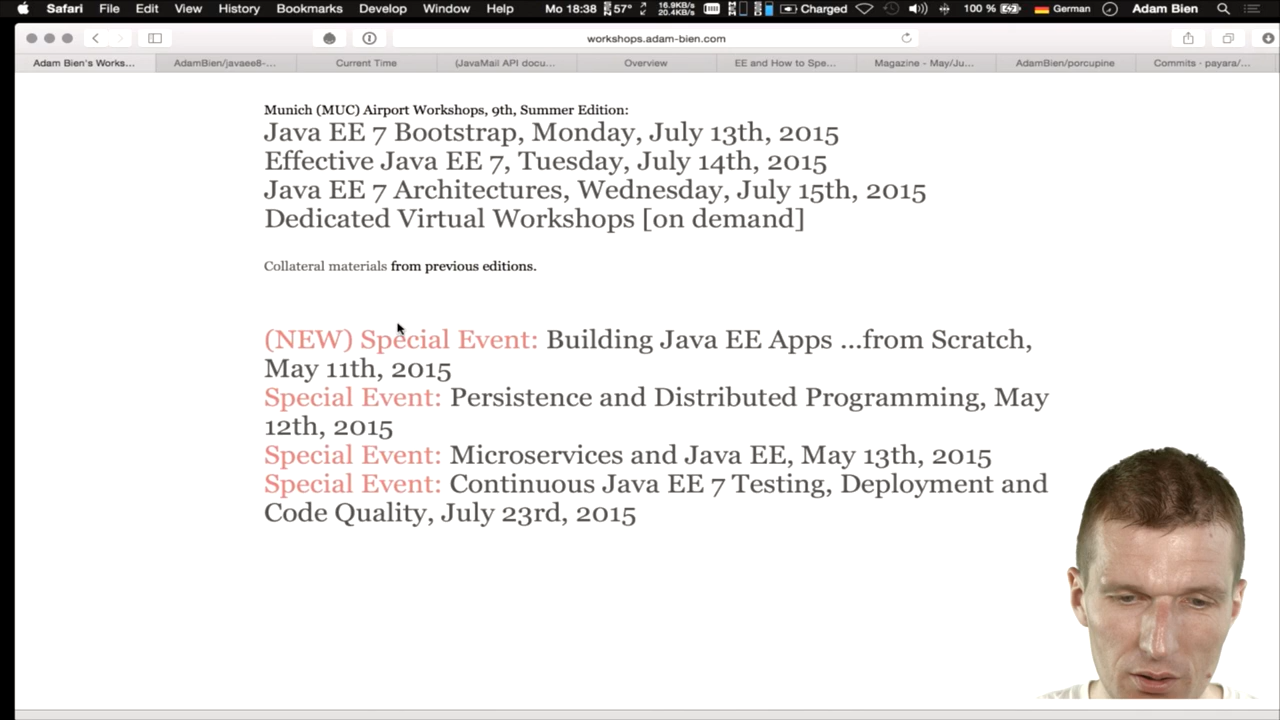 Safari File Edit View History Bookmarks Develop Window Help Mo 18:38 57° 16.9KB/s 20.4KB/s Charged 100 % German Adam Bien
workshops.adam-bien.com
Adam Bien's Works... AdamBien/javaee8-... Current Time (JavaMail API docu... Overview EE and How to Spe... Magazine - May/Ju... AdamBien/porcupine Commits · payara/...
Munich (MUC) Airport Workshops, 9th, Summer Edition:
Java EE 7 Bootstrap, Monday, July 13th, 2015
Effective Java EE 7, Tuesday, July 14th, 2015
Java EE 7 Architectures, Wednesday, July 15th, 2015
Dedicated Virtual Workshops [on demand]
Collateral materials from previous editions.
(NEW) Special Event: Building Java EE Apps ...from Scratch,
May 11th, 2015
Special Event: Persistence and Distributed Programming, May
12th, 2015
Special Event: Microservices and Java EE, May 13th, 2015
Special Event: Continuous Java EE 7 Testing, Deployment and
Code Quality, July 23rd, 2015